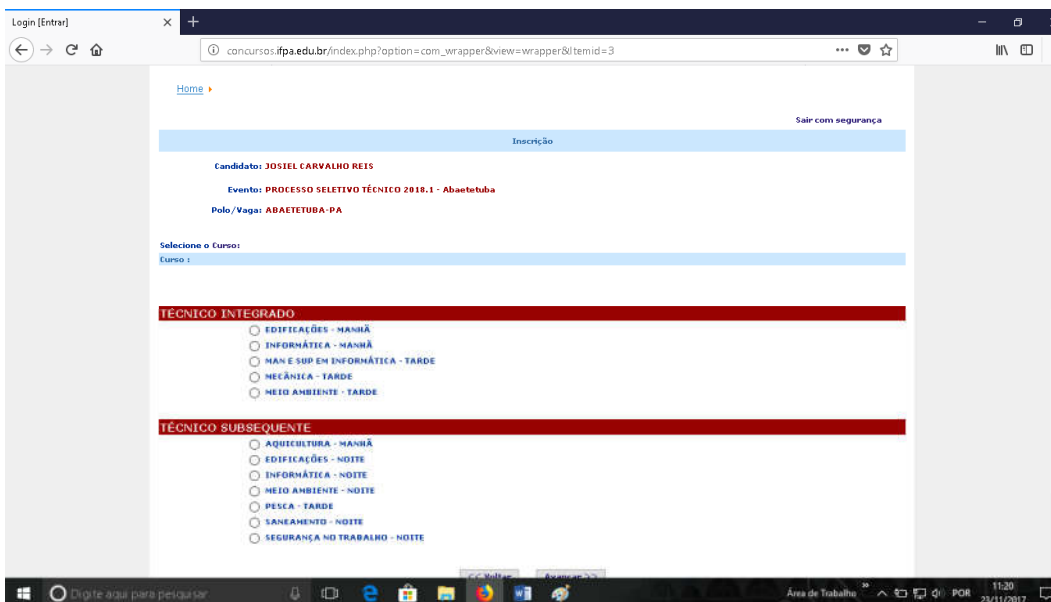 Login [Entrar]
concursos.ifpa.edu.br/index.php?option=com_wrapper&view=wrapper&Itemid=3
Home
Sair com segurança
Inscrição
Candidato: JOSIEL CARVALHO REIS
Evento: PROCESSO SELETIVO TÉCNICO 2018.1 - Abaetetuba
Polo/Vaga: ABAETETUBA-PA
Selecione o Curso:
Curso :
TÉCNICO INTEGRADO
EDIFICAÇÕES - MANHÃ
INFORMÁTICA - MANHÃ
MAN E SUP EM INFORMÁTICA - TARDE
MECÂNICA - TARDE
MEIO AMBIENTE - TARDE
TÉCNICO SUBSEQUENTE
AQUICULTURA - MANHÃ
EDIFICAÇÕES - NOITE
INFORMÁTICA - NOITE
MEIO AMBIENTE - NOITE
PESCA - TARDE
SANEAMENTO - NOITE
SEGURANÇA NO TRABALHO - NOITE
<< Voltar Avançar >>
Digite aqui para pesquisar Área de Trabalho POR 11:20
23/11/2017